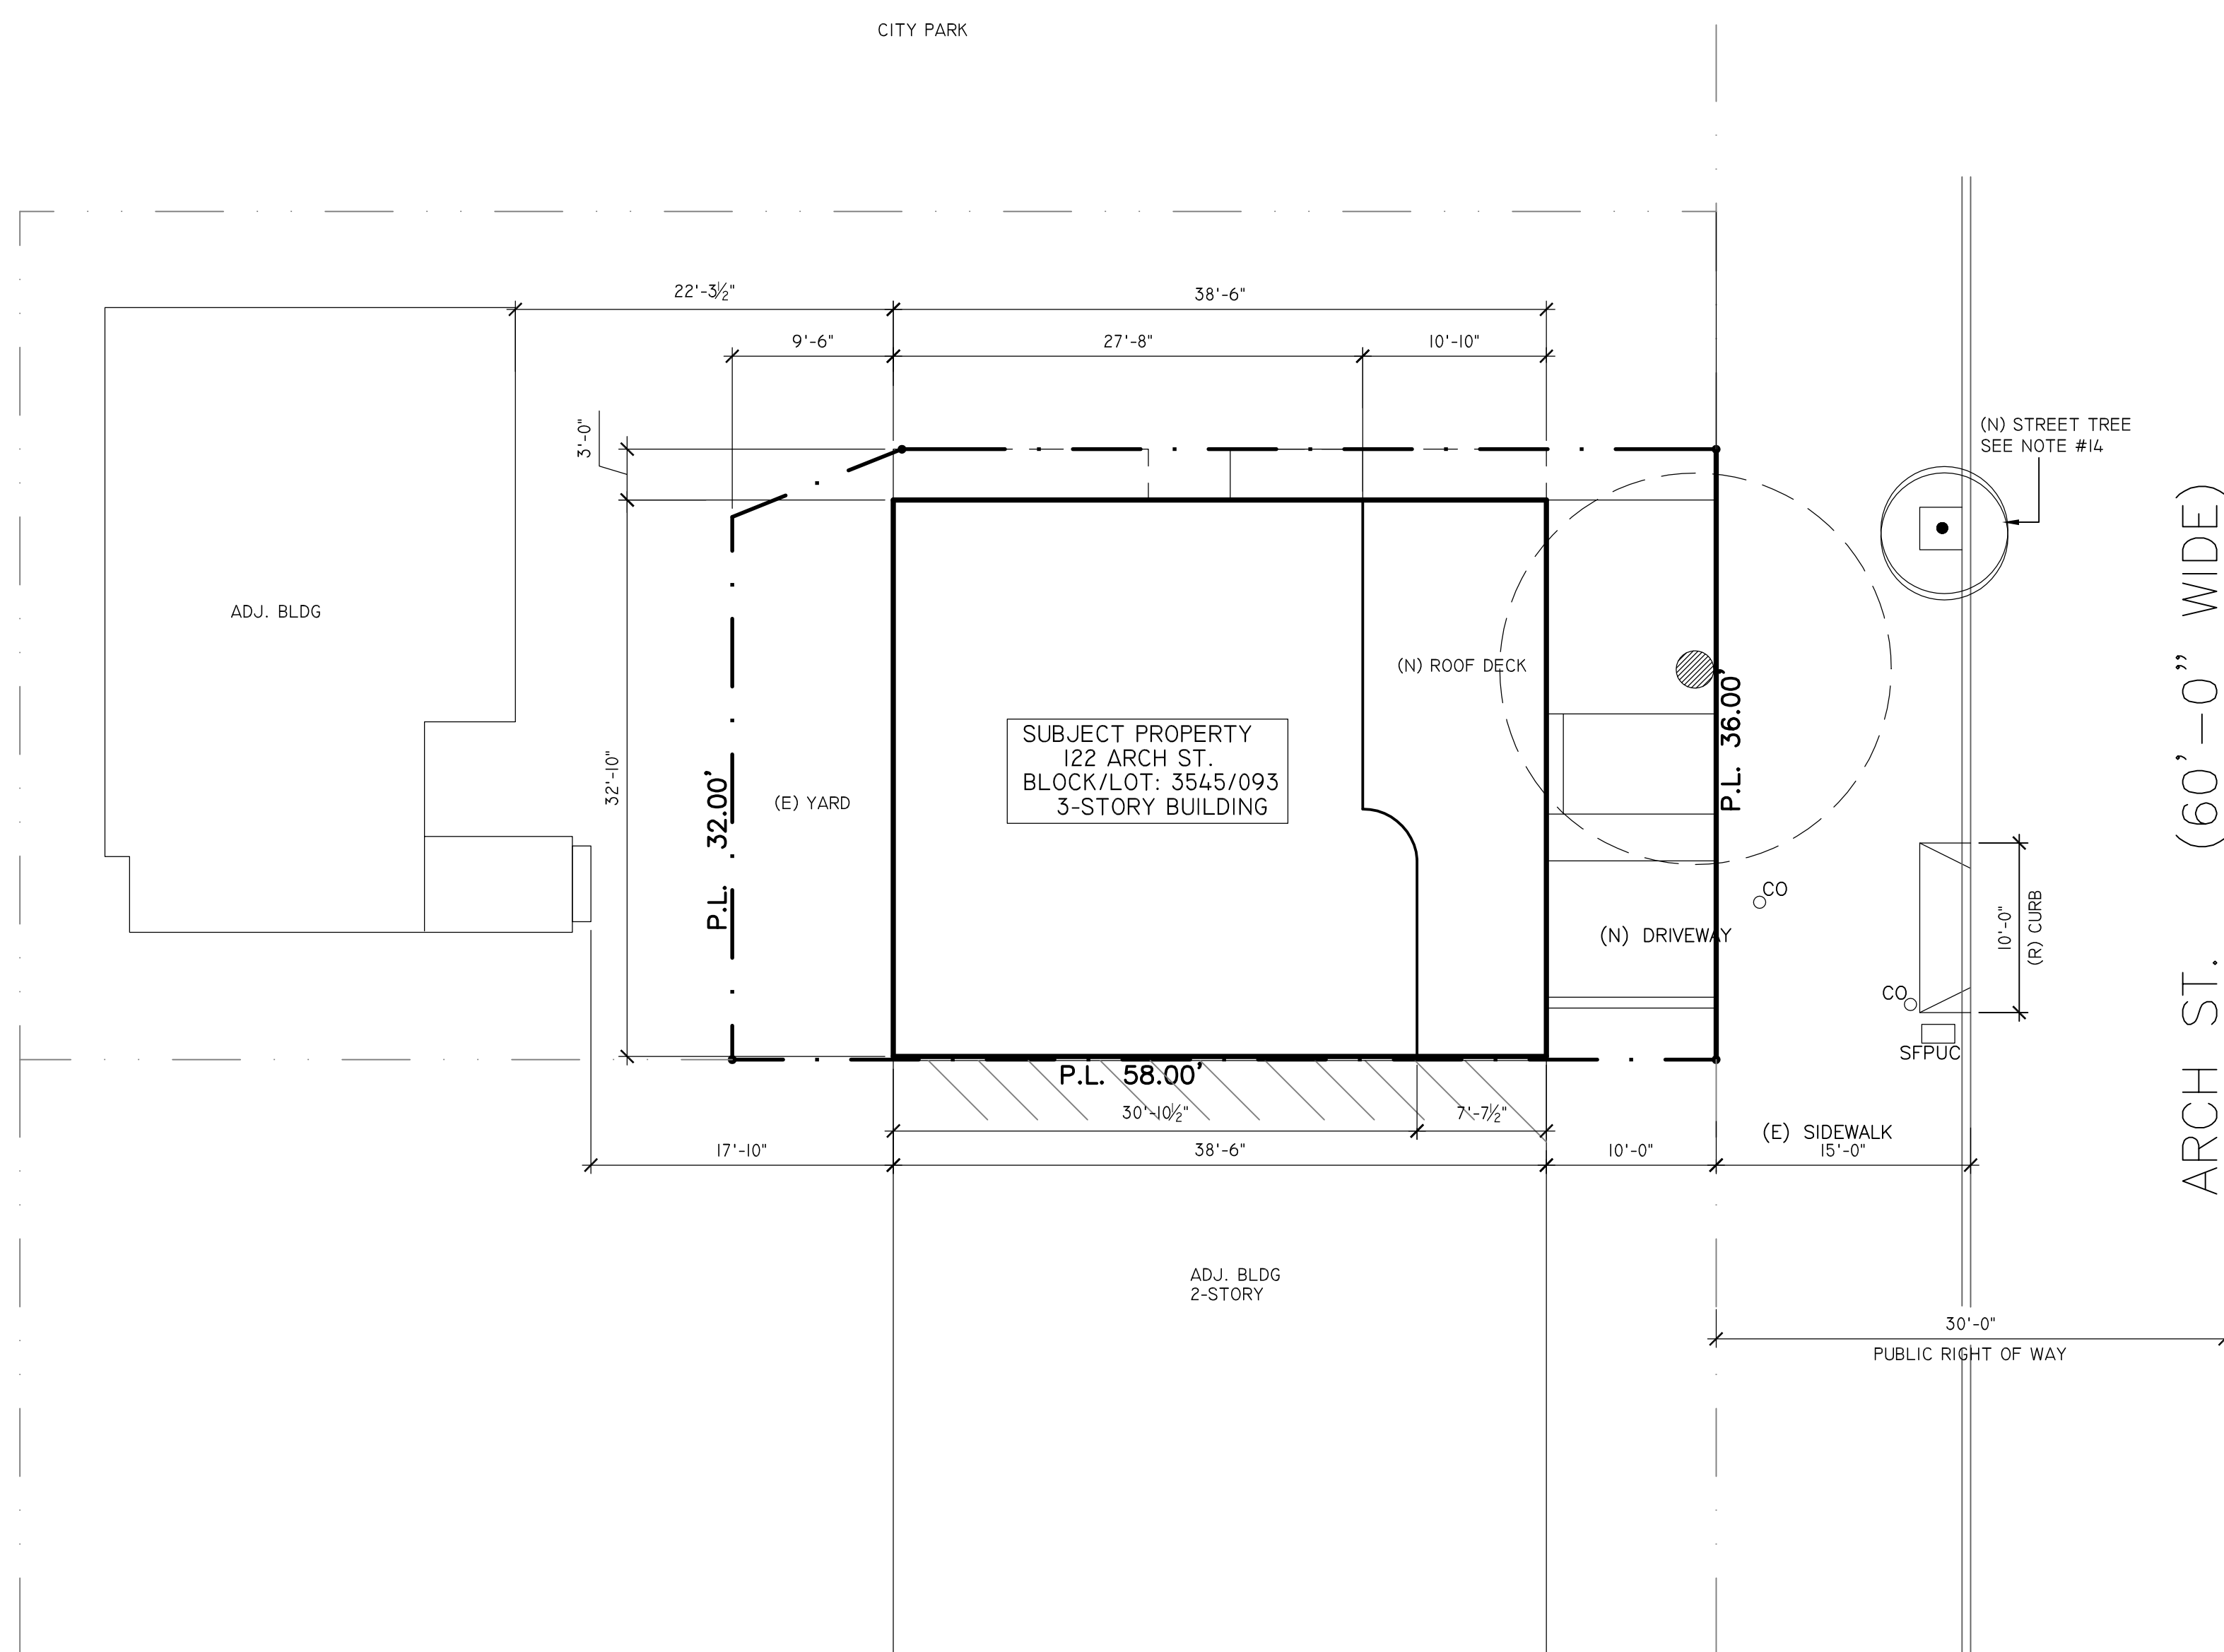 CITY PARK
22'-3½"
38'-6"
9'-6"
27'-8"
10'-10"
3'-0"
(N) STREET TREE
SEE NOTE #14
ADJ. BLDG
(N) ROOF DECK
SUBJECT PROPERTY
122 ARCH ST.
BLOCK/LOT: 3545/093
3-STORY BUILDING
P.L. 36.00'
32'-10"
P.L. 32.00'
(E) YARD
ARCH ST. (60'-0" WIDE)
CO
(N) DRIVEWAY
10'-0"
(R) CURB
CO
SFPUC
P.L. 58.00'
30'-10½"
7'-7½"
(E) SIDEWALK
17'-10"
38'-6"
10'-0"
15'-0"
ADJ. BLDG
2-STORY
30'-0"
PUBLIC RIGHT OF WAY